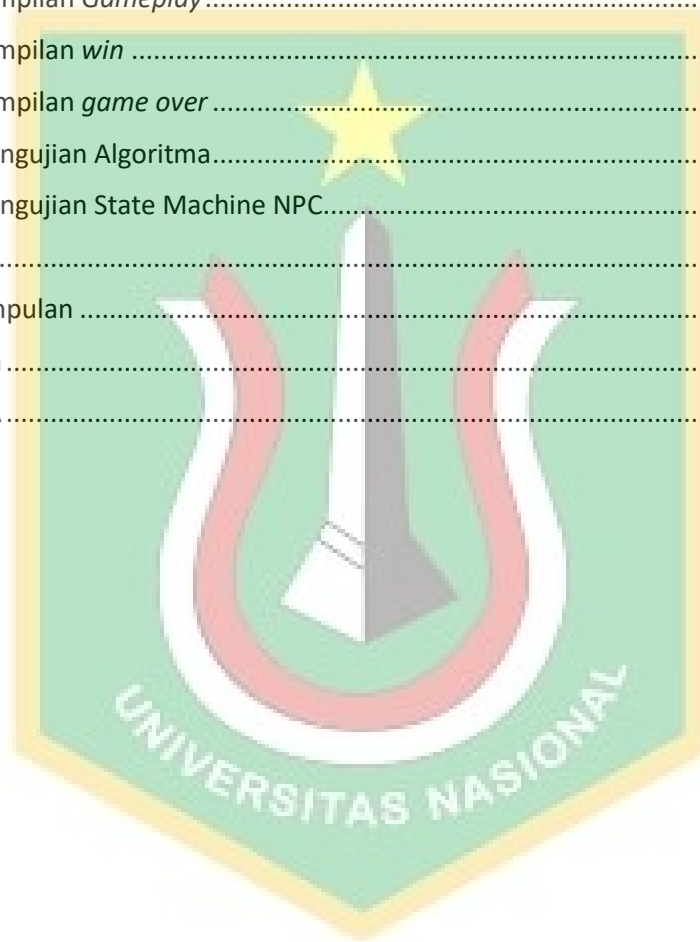 mpilan Gameplay ........................................................................
mpilan win ........................................................................
mpilan game over ........................................................................
ngujian Algoritma........................................................................
ngujian State Machine NPC........................................................................
........................................................................
npulan ........................................................................
........................................................................
........................................................................
UNIVERSITAS NASIONAL